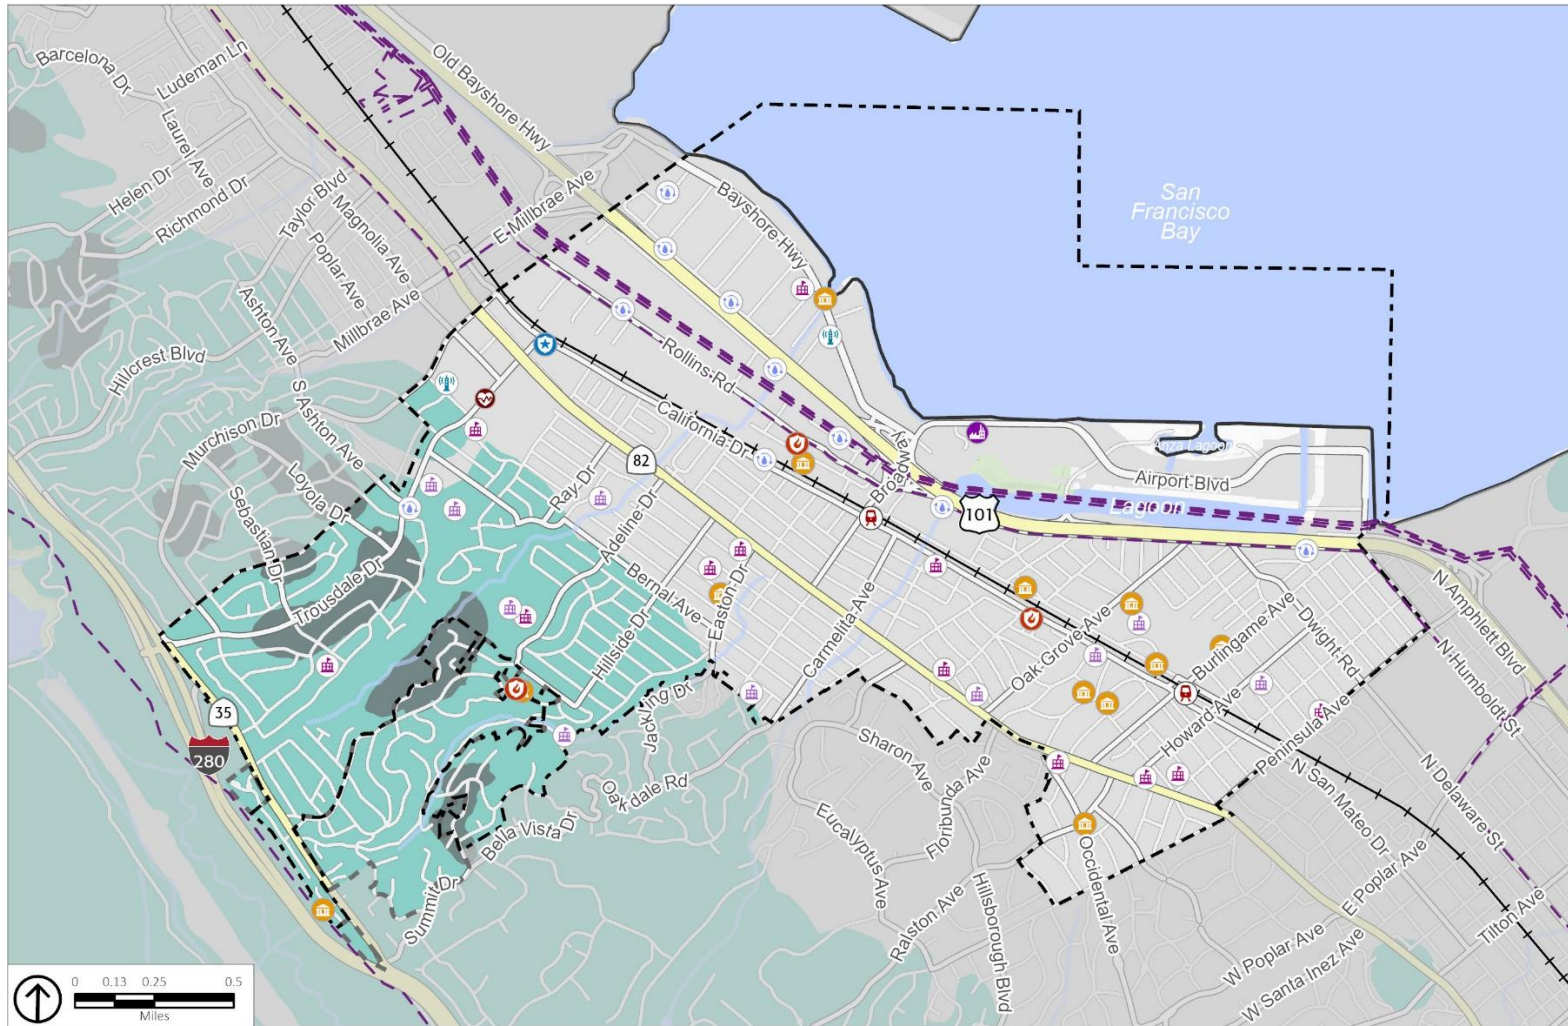 Barcelona Dr
Ludeman Ln
Laurel Ave
Helen Dr
Richmond Dr
Taylor Blvd
Magnolia Ave
Poplar Ave
Old Bayshore Hwy
E Millbrae Ave
Bayshore Hwy
San
Francisco
Bay
Ashton Ave
Millbrae Ave
Hillcrest Blvd
S Ashton Ave
Murchison Dr
Loyola Dr
Sebastian Dr
Trousdale Dr
Rollins Rd
California Dr
82
Ray Dr
Adeline Dr
Bernal Ave
Hillside Dr
Easton Dr
Broadway
101
Airport Blvd
Lagoon
Carmelita Ave
Oak Grove Ave
Burlingame Ave
Dwight Rd
N Amphlett Blvd
N Humboldt St
Howard Ave
Peninsula Ave
N San Mateo Dr
N Delaware St
35
280
Jackling Dr
Oakdale Rd
Bella Vista Dr
Summit Dr
Sharon Ave
Floribunda Ave
Eucalyptus Ave
Ralston Ave
Hillsborough Blvd
Occidental Ave
E Poplar Ave
W Poplar Ave
W Santa Inez Ave
Tilton Ave
0 0.13 0.25 0.5
Miles